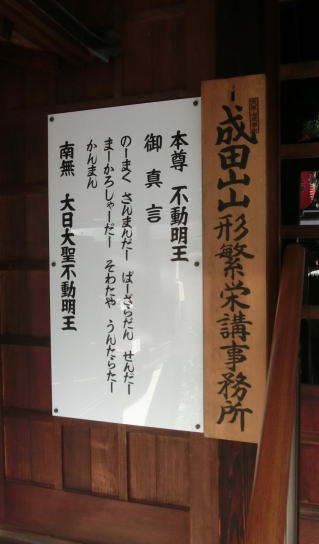 成田山山形繁栄講事務所
本尊 不動明王
御真言
のーまく さんまんだー ばーざらだん せんだー
まーかろしゃーだー そわたや うんたらたー
かんまん
南無 大日大聖不動明王